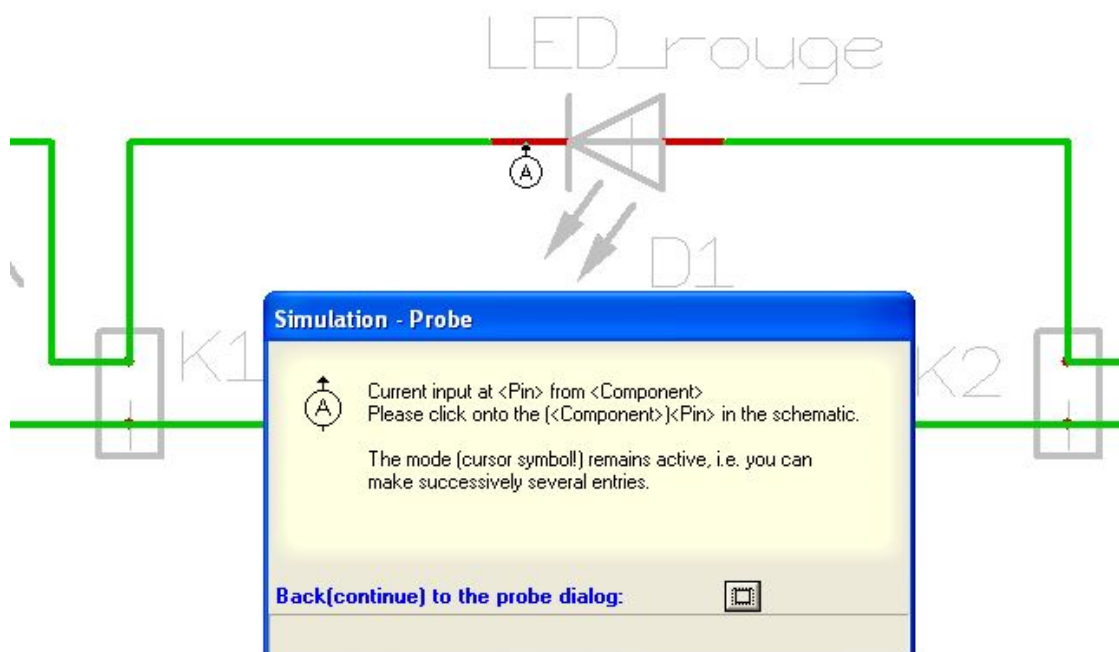 LED_rouge
A
D1
K1
K2
Simulation - Probe
A
Current input at <Pin> from <Component>
Please click onto the (<Component>)<Pin> in the schematic.
The mode (cursor symbol!) remains active, i.e. you can
make successively several entries.
Back(continue) to the probe dialog: